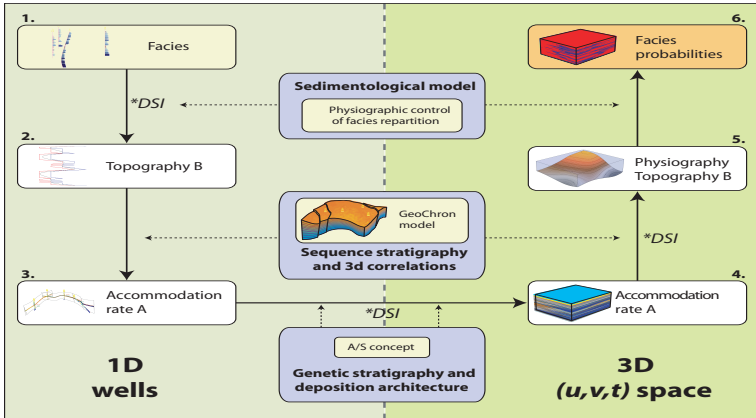 1.
Facies
*DSI
2.
Topography B
3.
Accommodation
rate A
1D
wells
Sedimentological model
Physiographic control
of facies repartition
GeoChron
model
Sequence stratigraphy
and 3d correlations
*DSI
A/S concept
Genetic stratigraphy and
deposition architecture
6.
Facies
probabilities
5.
Physiography
Topography B
*DSI
4.
Accommodation
rate A
3D
(u,v,t) space